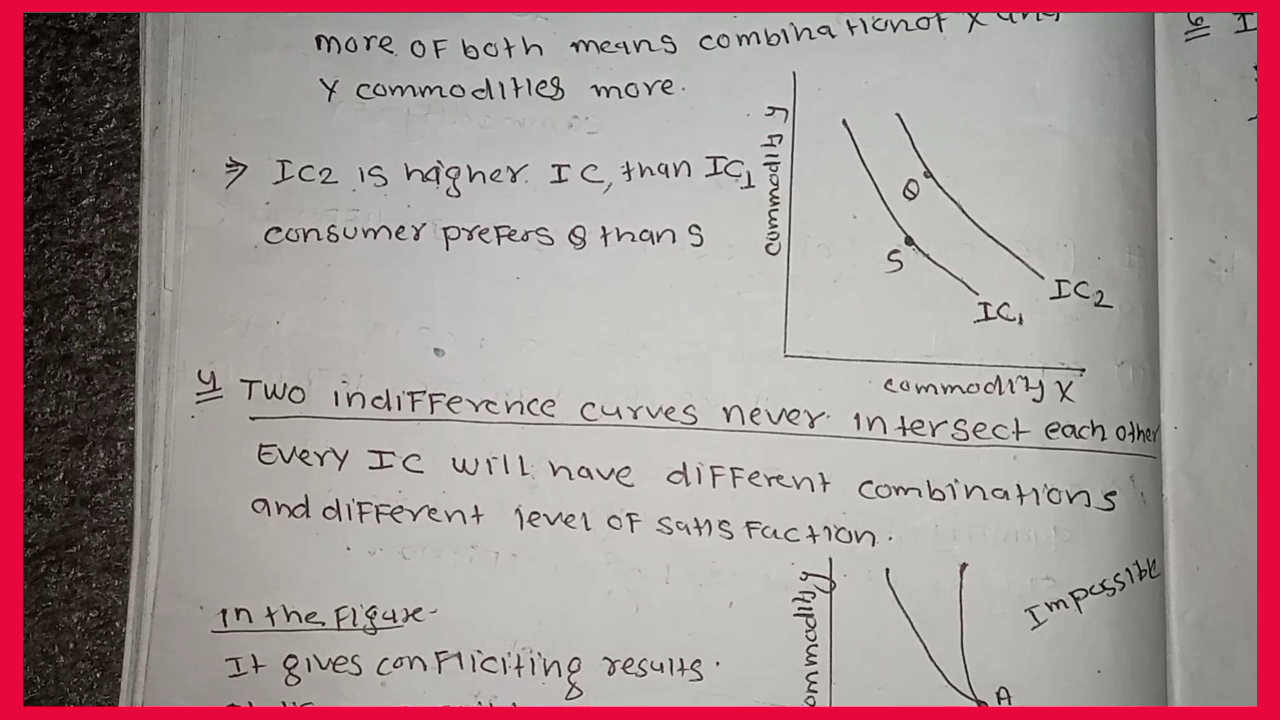 more of both means combination of X and
Y commodities more.
⇒ IC2 is higher IC, than IC1
consumer prefers Q than S
commodity y
Q
S
IC2
IC1
commodity X
4 Two indifference curves never intersect each other
Every IC will have different combinations
and different level of satisfaction.
Impossible
In the Figure-
It gives confliciting results.
A
6 I